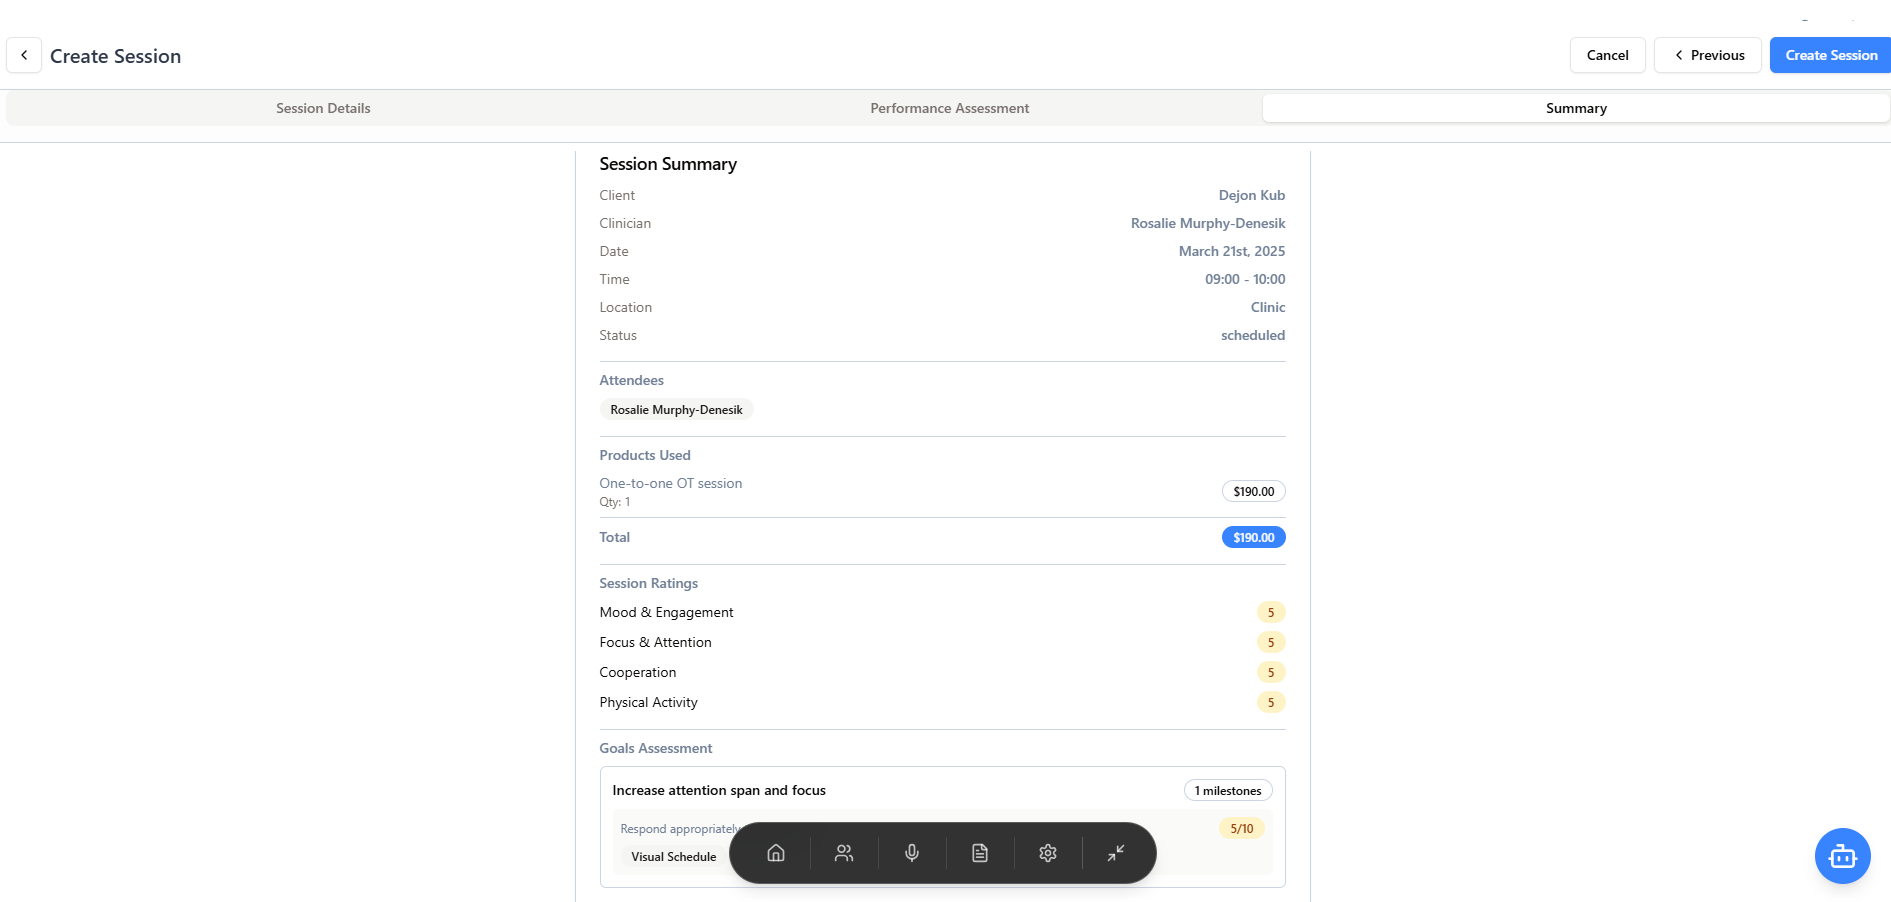 Create Session
Cancel
Previous
Create Session
Session Details
Performance Assessment
Summary
Session Summary
Client
Dejon Kub
Clinician
Rosalie Murphy-Denesik
Date
March 21st, 2025
Time
09:00 - 10:00
Location
Clinic
Status
scheduled
Attendees
Rosalie Murphy-Denesik
Products Used
One-to-one OT session
Qty: 1
$190.00
Total
$190.00
Session Ratings
Mood & Engagement
5
Focus & Attention
5
Cooperation
5
Physical Activity
5
Goals Assessment
Increase attention span and focus
1 milestones
Respond appropriately
5/10
Visual Schedule